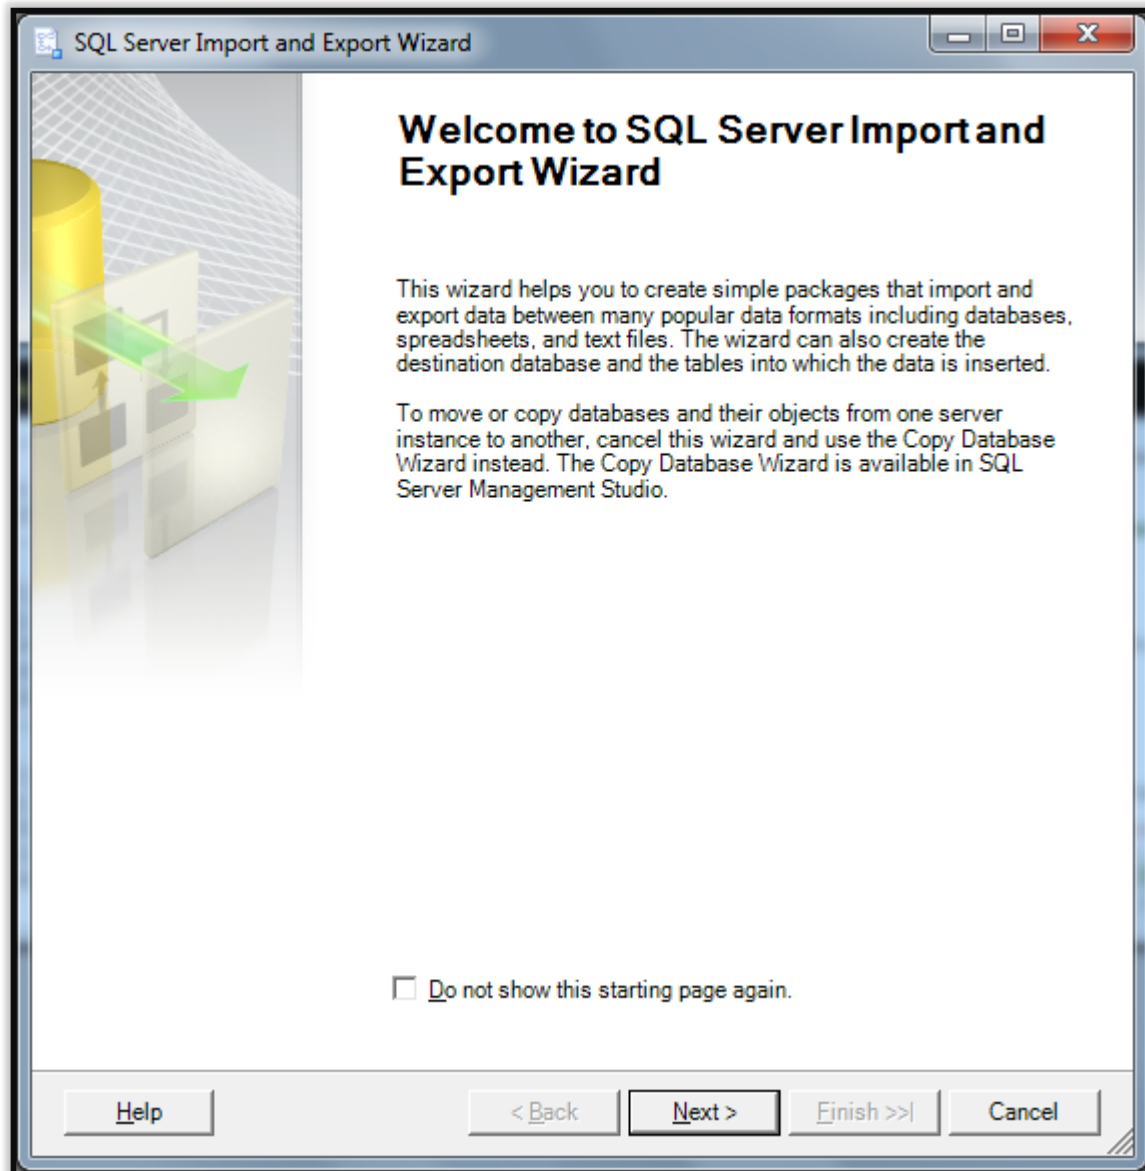 SQL Server Import and Export Wizard
Welcome to SQL Server Import and
Export Wizard
This wizard helps you to create simple packages that import and
export data between many popular data formats including databases,
spreadsheets, and text files. The wizard can also create the
destination database and the tables into which the data is inserted.
To move or copy databases and their objects from one server
instance to another, cancel this wizard and use the Copy Database
Wizard instead. The Copy Database Wizard is available in SQL
Server Management Studio.
Do not show this starting page again.
Help
< Back
Next >
Finish >>|
Cancel